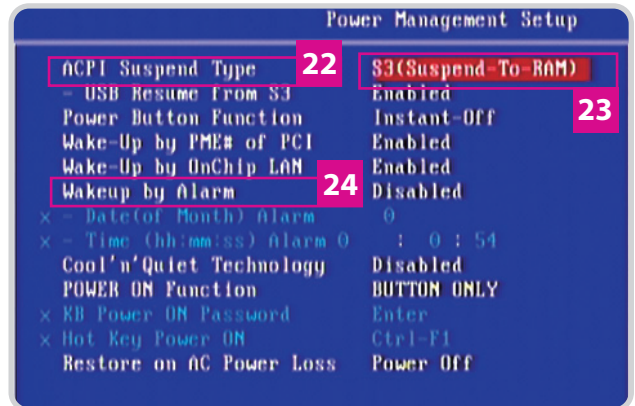 Power Management Setup
ACPI Suspend Type 22 S3(Suspend-To-RAM)
- USB Resume from S3 Enabled
23
Power Button Function Instant-Off
Wake-Up by PME# of PCI Enabled
Wake-Up by OnChip LAN Enabled
Wakeup by Alarm 24 Disabled
x - Date(of Month) Alarm 0
x - Time (hh:mm:ss) Alarm 0 : 0 : 54
Cool'n'Quiet Technology Disabled
POWER ON Function BUTTON ONLY
x KB Power ON Password Enter
x Hot Key Power ON Ctrl-F1
Restore on AC Power Loss Power Off